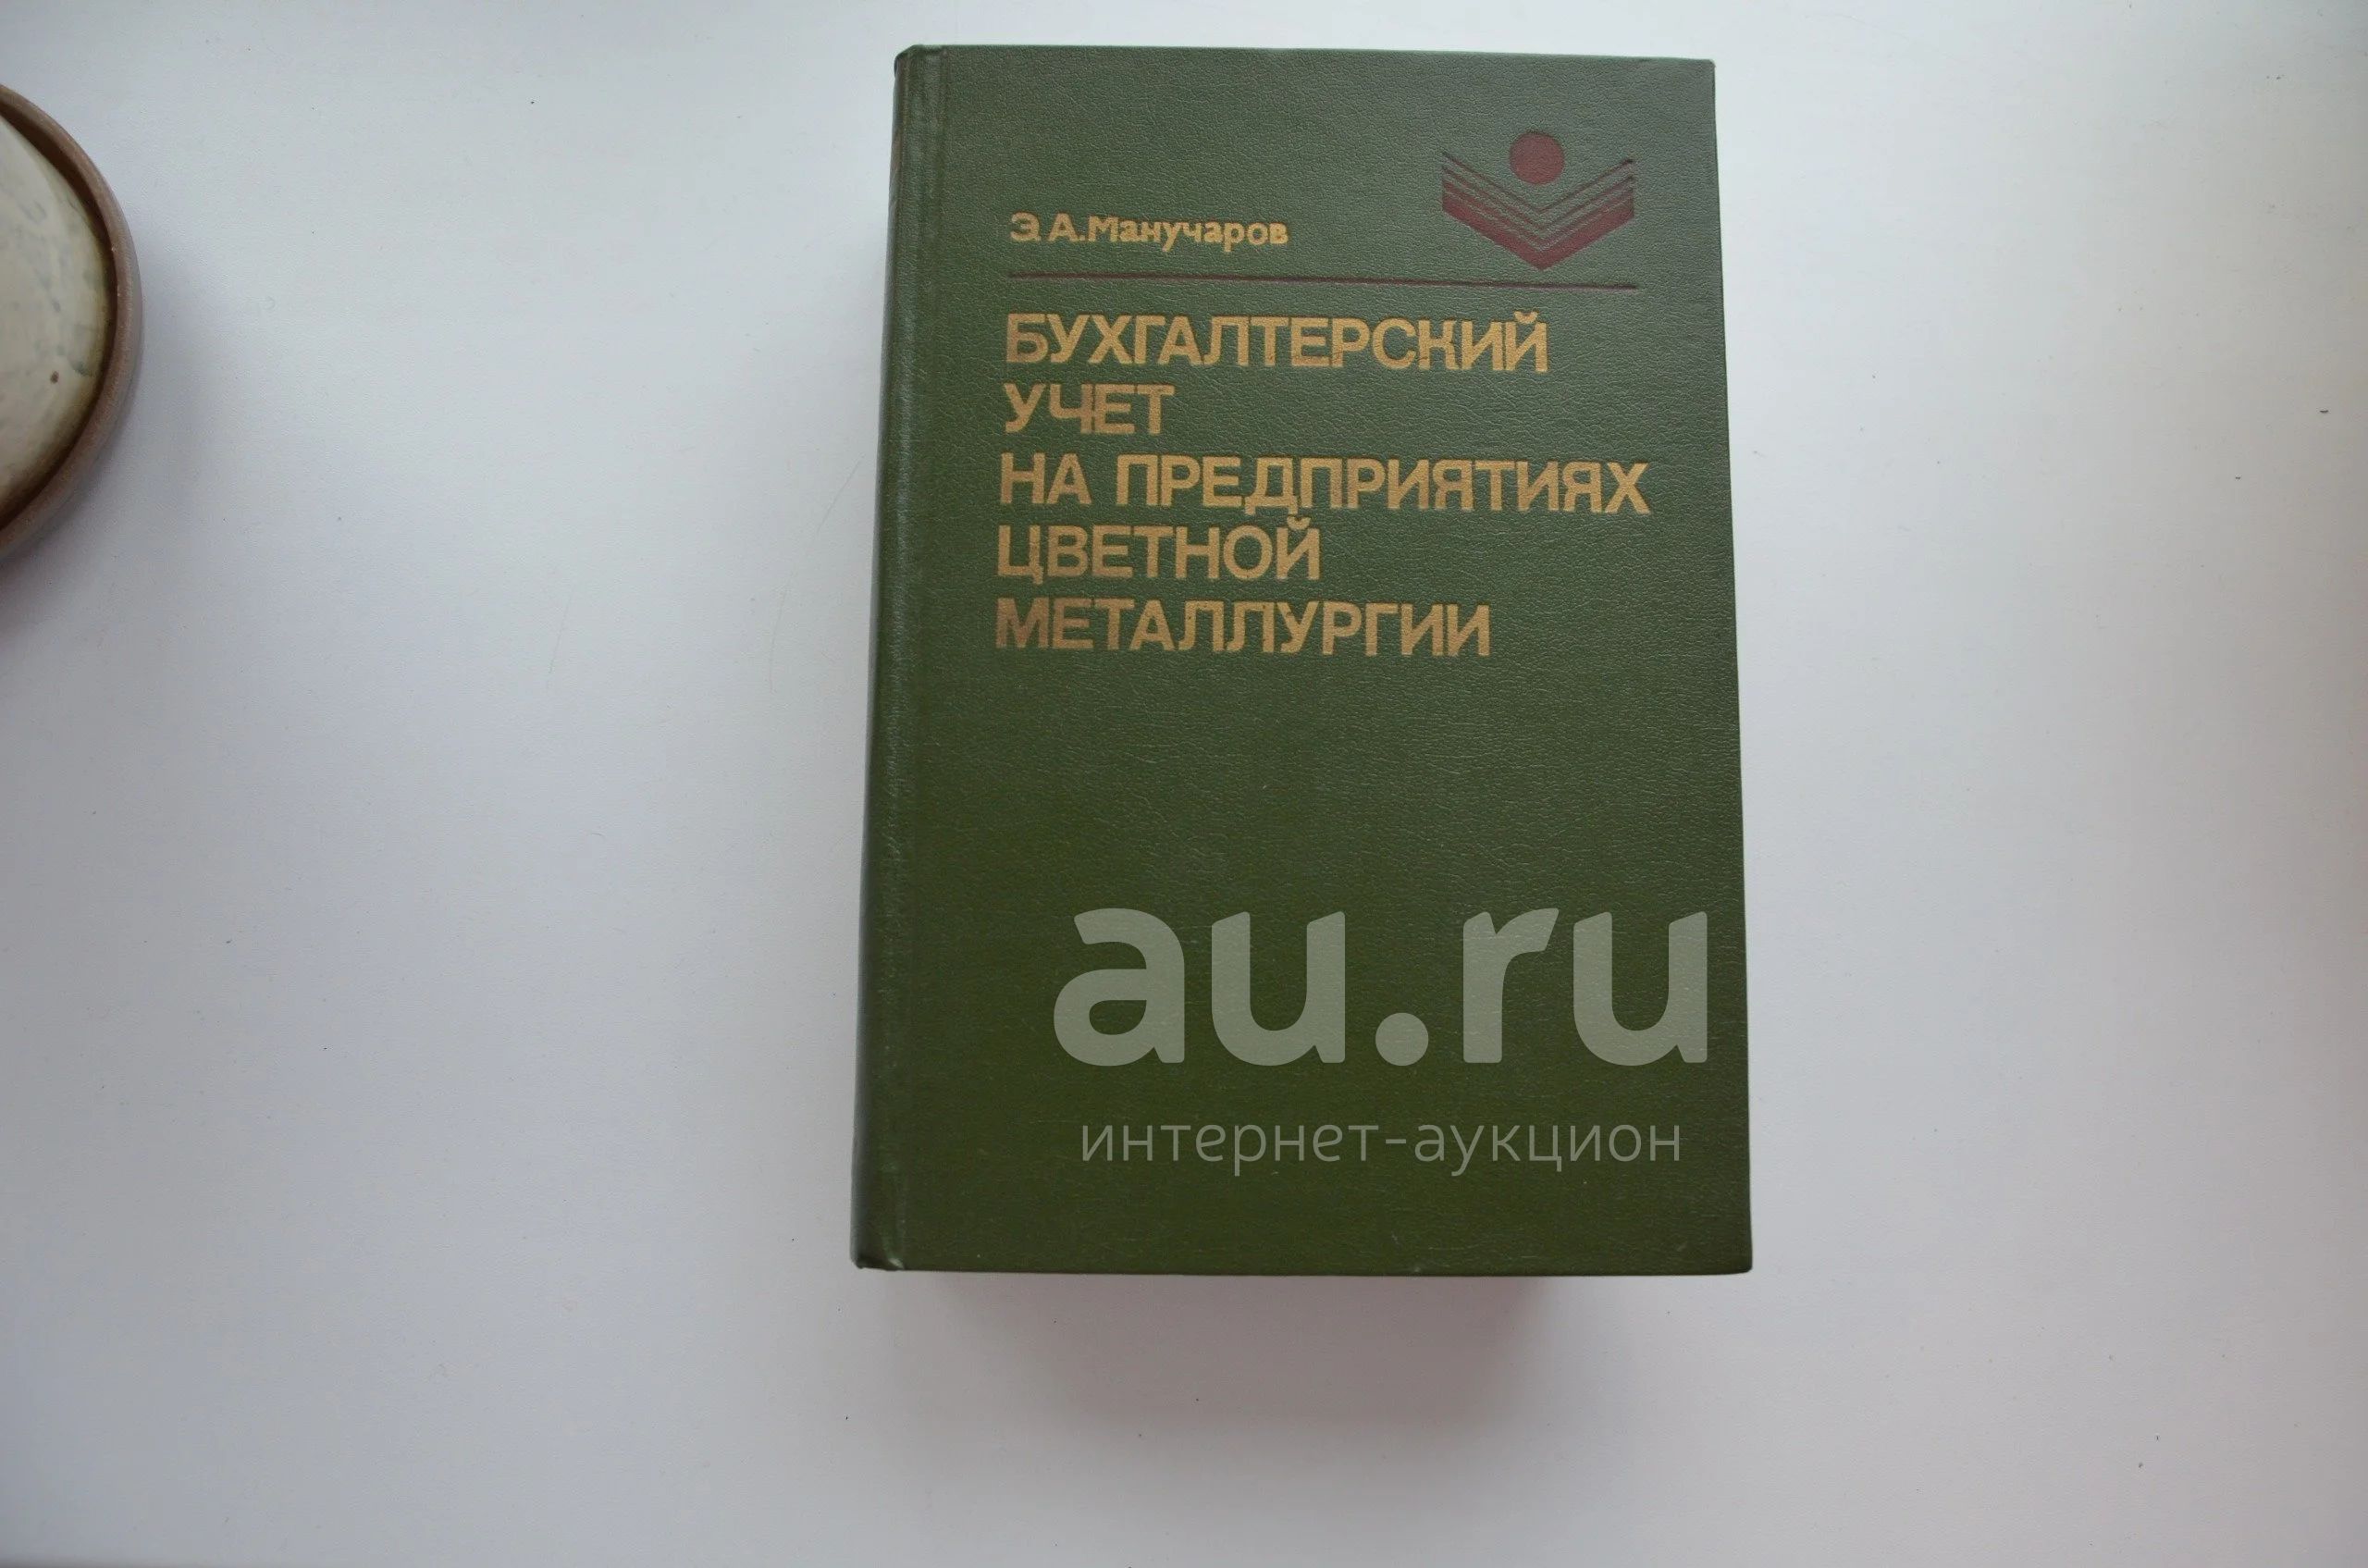 Э.А.Манучаров
БУХГАЛТЕРСКИЙ
УЧЕТ
НА ПРЕДПРИЯТИЯХ
ЦВЕТНОЙ
МЕТАЛЛУРГИИ
au.ru
интернет-аукцион